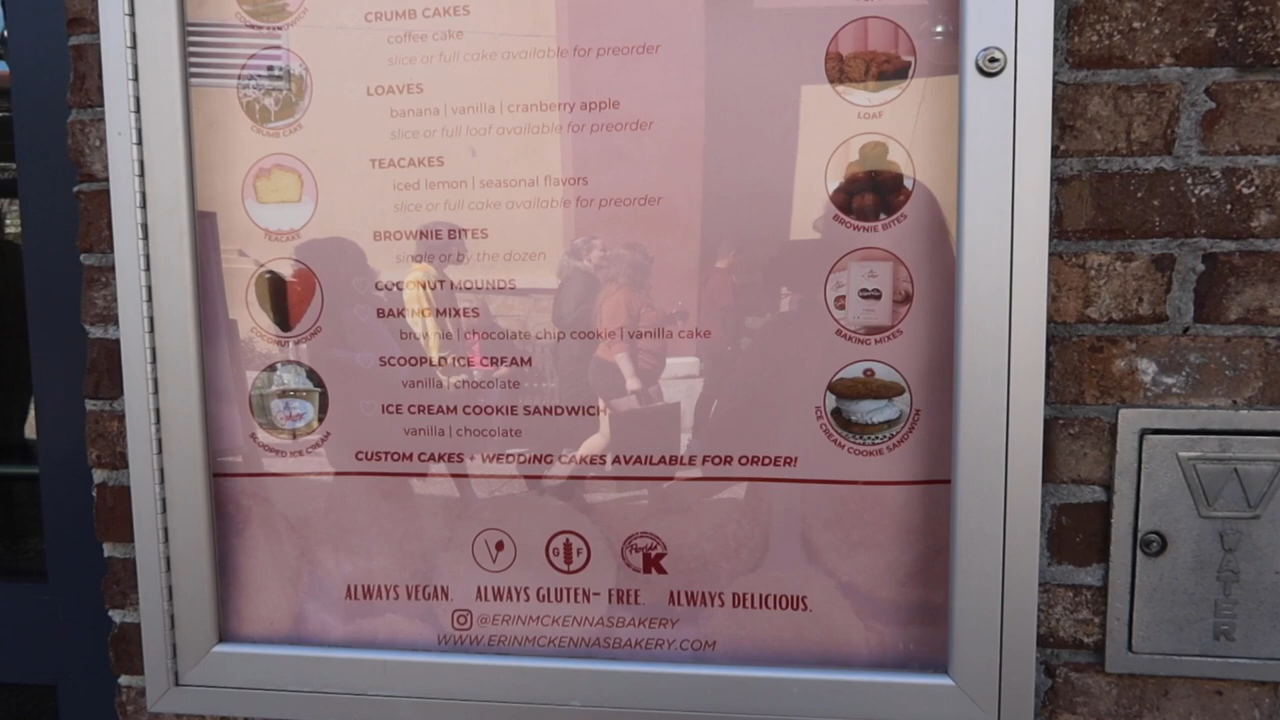 COOKIE SANDWICH
CRUMB CAKES
coffee cake
slice or full cake available for preorder
CRUMB CAKE
LOAVES
banana | vanilla | cranberry apple
slice or full loaf available for preorder
LOAF
TEACAKES
iced lemon | seasonal flavors
slice or full cake available for preorder
TEACAKE
BROWNIE BITES
single or by the dozen
BROWNIE BITES
COCONUT MOUNDS
COCONUT MOUND
BAKING MIXES
brownie | chocolate chip cookie | vanilla cake
BAKING MIXES
SCOOPED ICE CREAM
vanilla | chocolate
SCOOPED ICE CREAM
ICE CREAM COOKIE SANDWICH
vanilla | chocolate
ICE CREAM COOKIE SANDWICH
CUSTOM CAKES + WEDDING CAKES AVAILABLE FOR ORDER!
G F
Florida K
ALWAYS VEGAN. ALWAYS GLUTEN-FREE. ALWAYS DELICIOUS.
@ERINMCKENNASBAKERY
WWW.ERINMCKENNASBAKERY.COM
W
WATER